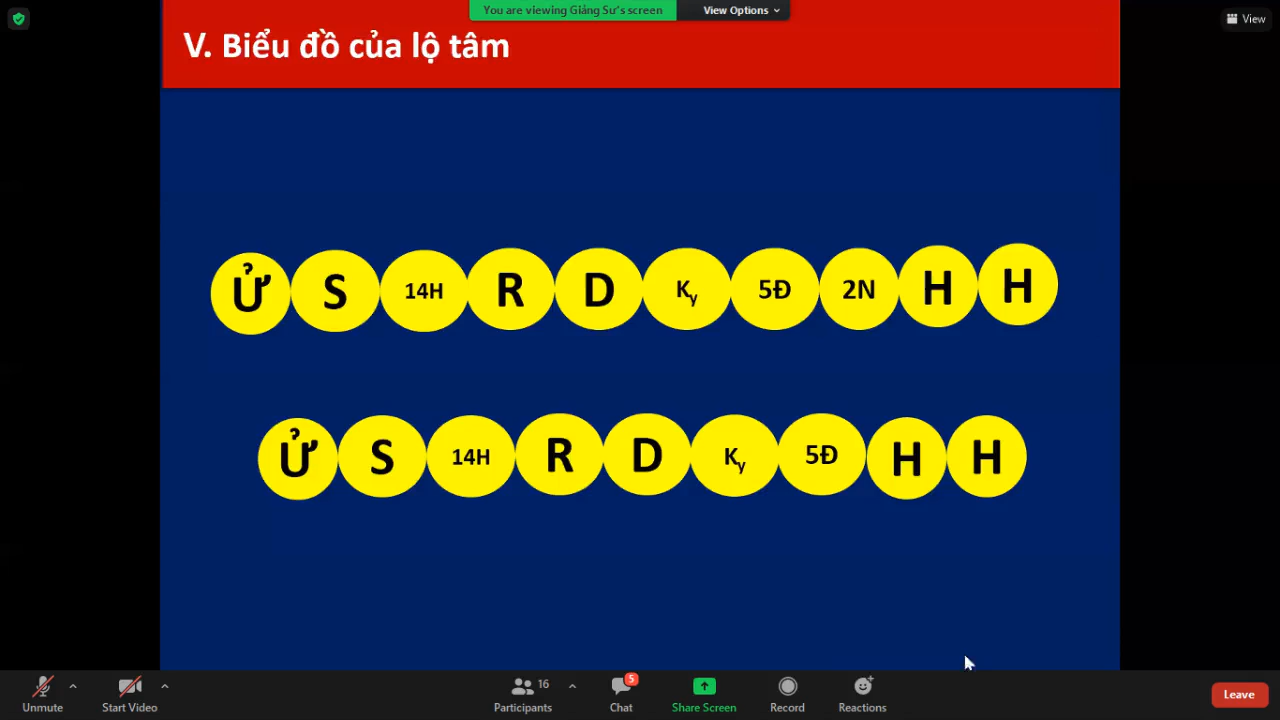 You are viewing Giảng Sư's screen
View Options
View
V. Biểu đồ của lộ tâm
Ử S 14H R D Ky 5Đ 2N H H
Ử S 14H R D Ky 5Đ H H
Unmute
Start Video
16
Participants
5
Chat
Share Screen
Record
Reactions
Leave